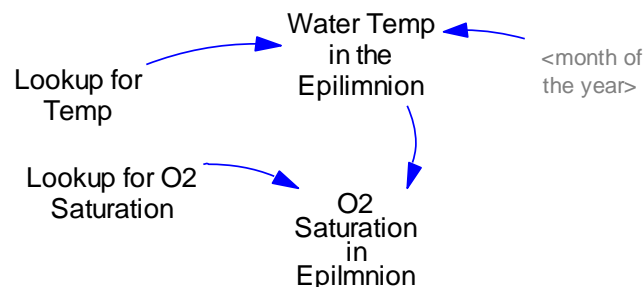 Water Temp
in the
Epilimnion
<month of
the year>
Lookup for
Temp
Lookup for O2
Saturation
O2
Saturation
in
Epilmnion